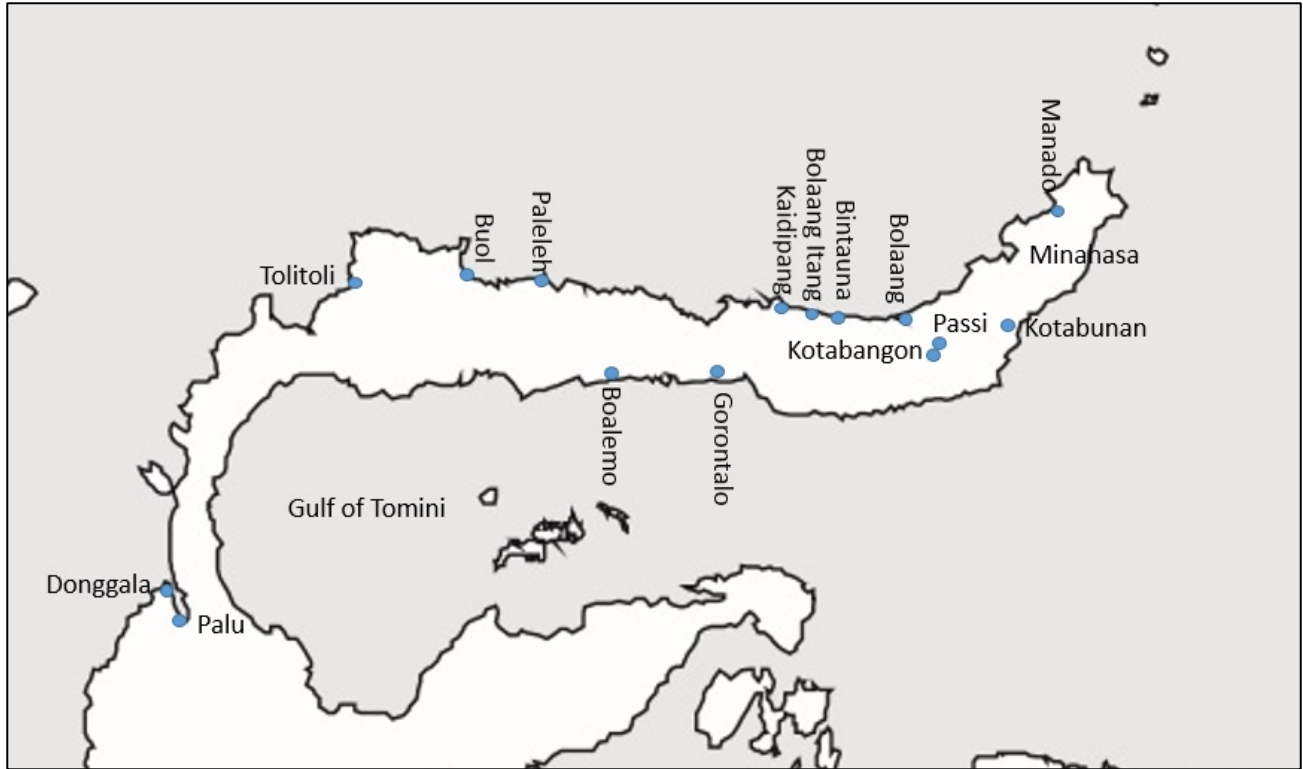 Manado
Bolaang Itang
Kaidipang
Bintauna
Bolaang
Paleleh
Buol
Minahasa
Tolitoli
Passi
Kotabunan
Kotabangon
Boalemo
Gorontalo
Gulf of Tomini
Donggala
Palu